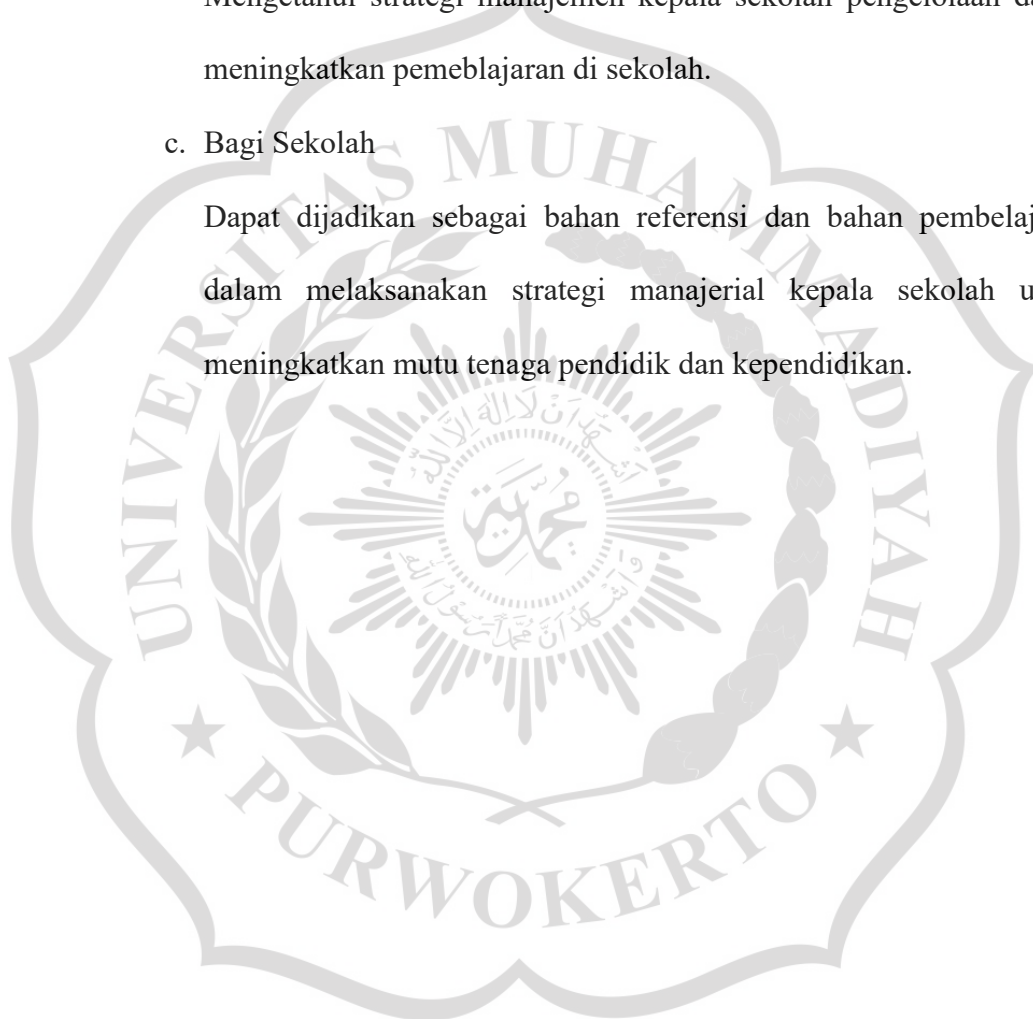 meningkatkan pemeblajaran di sekolah.
c. Bagi Sekolah
Dapat dijadikan sebagai bahan referensi dan bahan
dalam melaksanakan strategi manajerial kepala sekolah
meningkatkan mutu tenaga pendidik dan kependidikan.
UNIVERSITAS MUHAMMADIYAH
PURWOKERTO